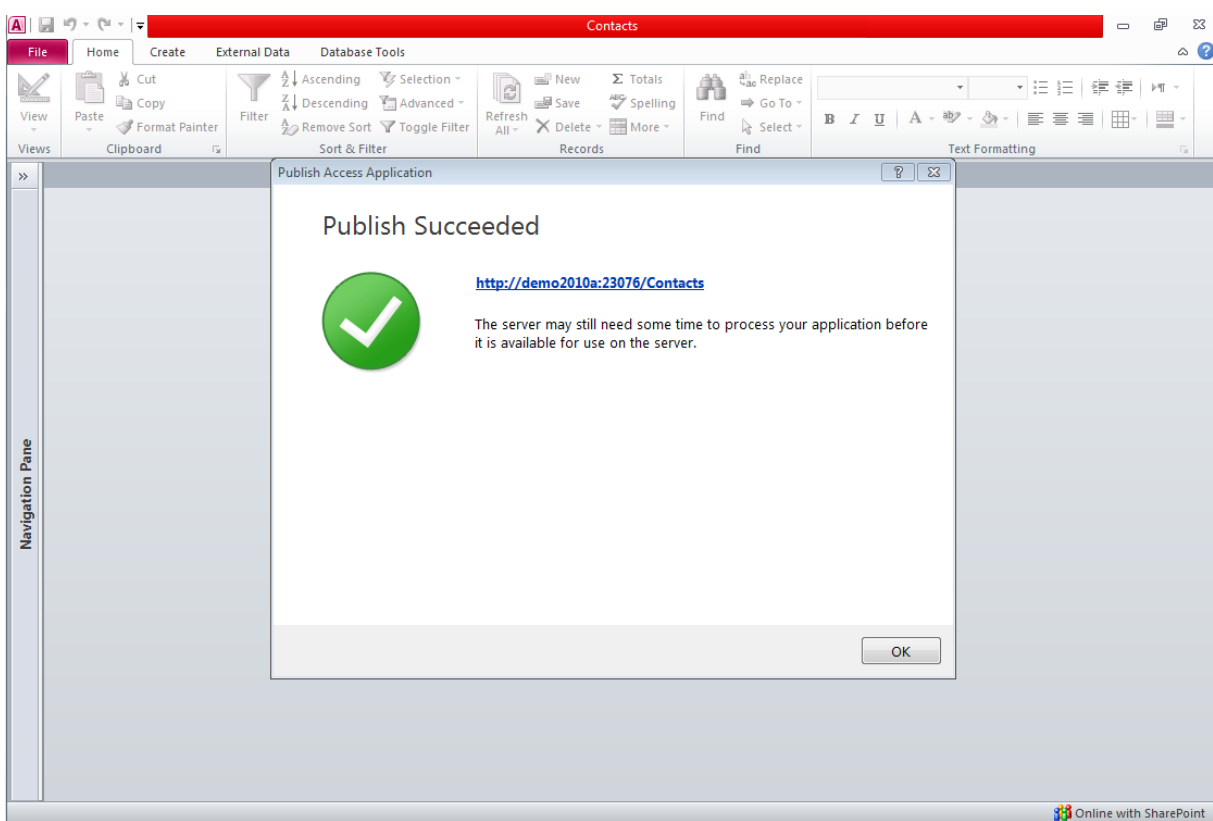 A
Contacts
File Home Create External Data Database Tools
View
Views
Paste
Cut
Copy
Format Painter
Clipboard
Filter
Ascending
Descending
Remove Sort
Selection
Advanced
Toggle Filter
Sort & Filter
Refresh
All
New
Save
Delete
Totals
Spelling
More
Records
Find
Replace
Go To
Select
Find
B I U A
Text Formatting
Publish Access Application
Publish Succeeded
http://demo2010a:23076/Contacts
The server may still need some time to process your application before
it is available for use on the server.
OK
Navigation Pane
Online with SharePoint